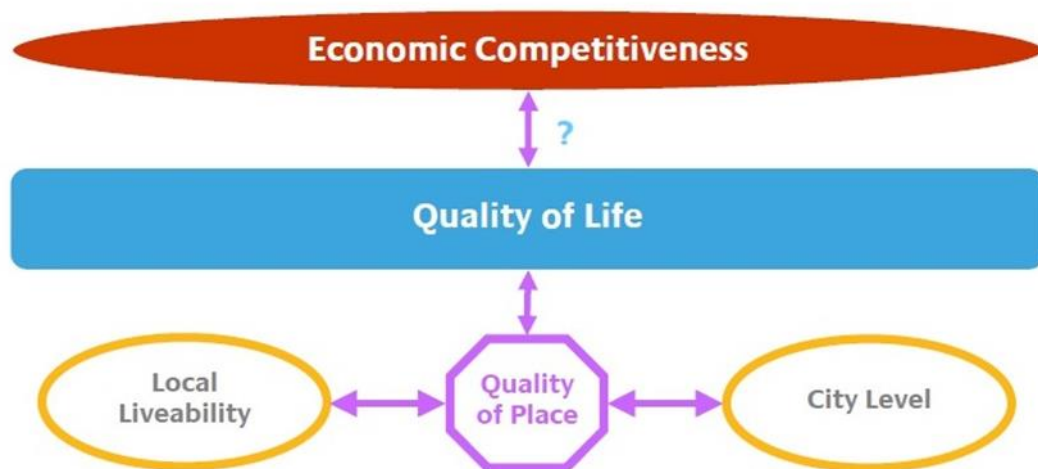 Economic Competitiveness
?
Quality of Life
Local
Liveability
Quality
of Place
City Level